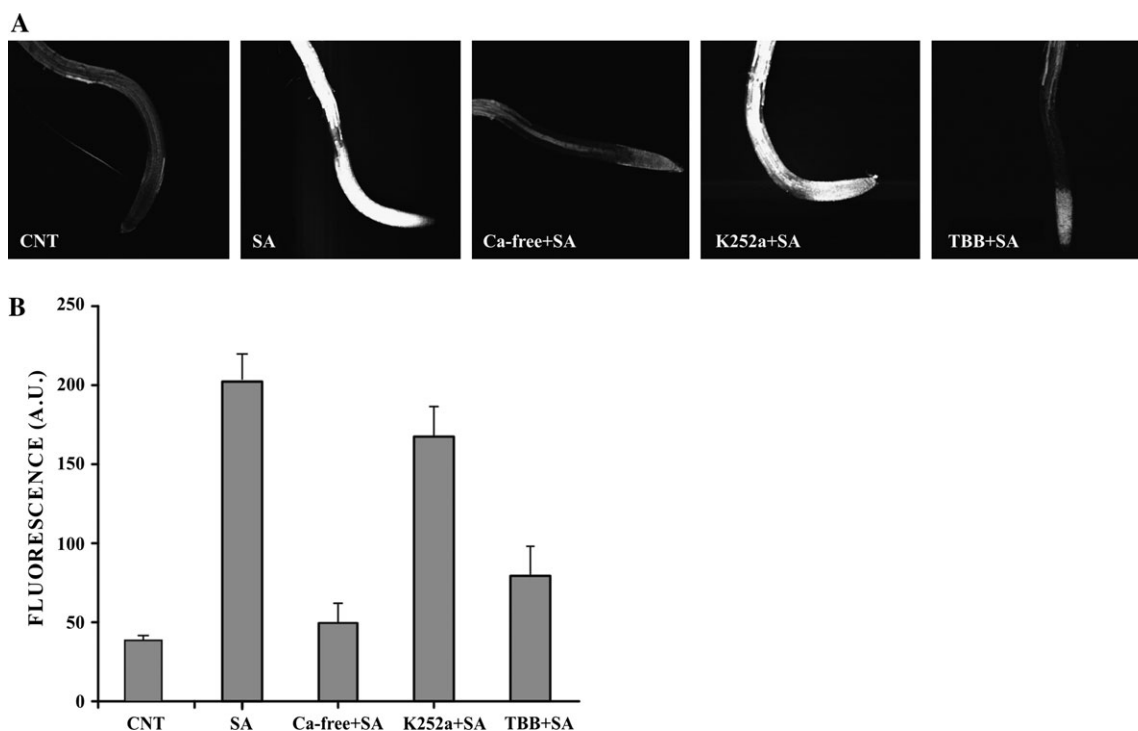 A
CNT
SA
Ca-free+SA
K252a+SA
TBB+SA
B
FLUORESCENCE (A.U.)
250
200
150
100
50
0
CNT
SA
Ca-free+SA
K252a+SA
TBB+SA